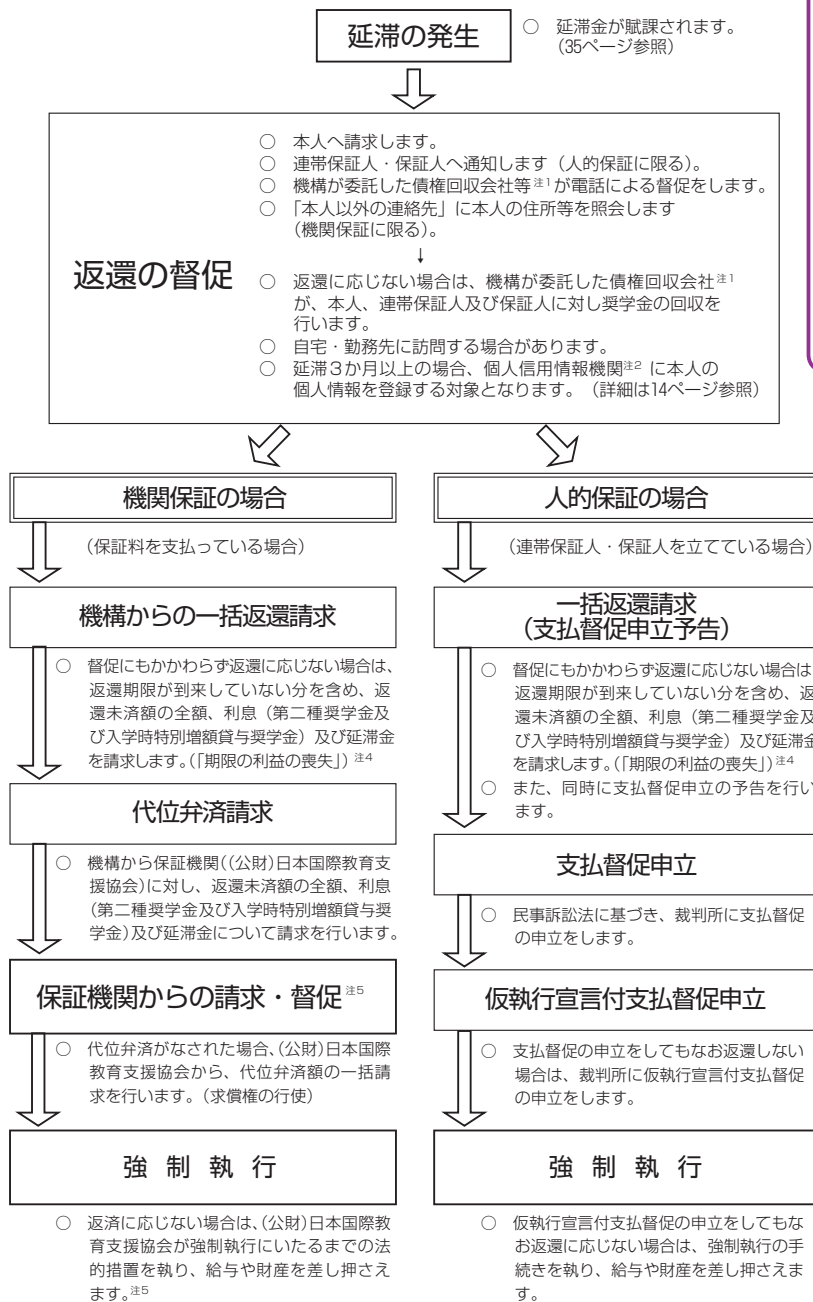 延滞の発生
○ 延滞金が賦課されます。
(35ページ参照)
返還の督促
○ 本人へ請求します。
○ 連帯保証人・保証人へ通知します(人的保証に限る)。
○ 機構が委託した債権回収会社等注1が電話による督促をします。
○ 「本人以外の連絡先」に本人の住所等を照会します
(機関保証に限る)。
↓
○ 返還に応じない場合は、機構が委託した債権回収会社注1
が、本人、連帯保証人及び保証人に対し奨学金の回収を
行います。
○ 自宅・勤務先に訪問する場合があります。
○ 延滞3か月以上の場合、個人信用情報機関注2 に本人の
個人情報を登録する対象となります。(詳細は14ページ参照)
機関保証の場合
(保証料を支払っている場合)
機構からの一括返還請求
○ 督促にもかかわらず返還に応じない場合は、
返還期限が到来していない分を含め、返
還未済額の全額、利息(第二種奨学金及
び入学時特別増額貸与奨学金)及び延滞金
を請求します。(「期限の利益の喪失」)注4
代位弁済請求
○ 機構から保証機関((公財)日本国際教育支
援協会)に対し、返還未済額の全額、利息
(第二種奨学金及び入学時特別増額貸与奨
学金)及び延滞金について請求を行います。
保証機関からの請求・督促注5
○ 代位弁済がなされた場合、(公財)日本国際
教育支援協会から、代位弁済額の一括請
求を行います。(求償権の行使)
強制執行
○ 返済に応じない場合は、(公財)日本国際教
育支援協会が強制執行にいたるまでの法
的措置を執り、給与や財産を差し押さえ
ます。注5
人的保証の場合
(連帯保証人・保証人を立てている場合)
一括返還請求
(支払督促申立予告)
○ 督促にもかかわらず返還に応じない場合は
返還期限が到来していない分を含め、返
還未済額の全額、利息(第二種奨学金及
び入学時特別増額貸与奨学金)及び延滞金
を請求します。(「期限の利益の喪失」)注4
○ また、同時に支払督促申立の予告を行い
ます。
支払督促申立
○ 民事訴訟法に基づき、裁判所に支払督促
の申立をします。
仮執行宣言付支払督促申立
○ 支払督促の申立をしてもなお返還しない
場合は、裁判所に仮執行宣言付支払督促
の申立をします。
強制執行
○ 仮執行宣言付支払督促の申立をしてもな
お返還に応じない場合は、強制執行の手
続きを執り、給与や財産を差し押さえま
す。